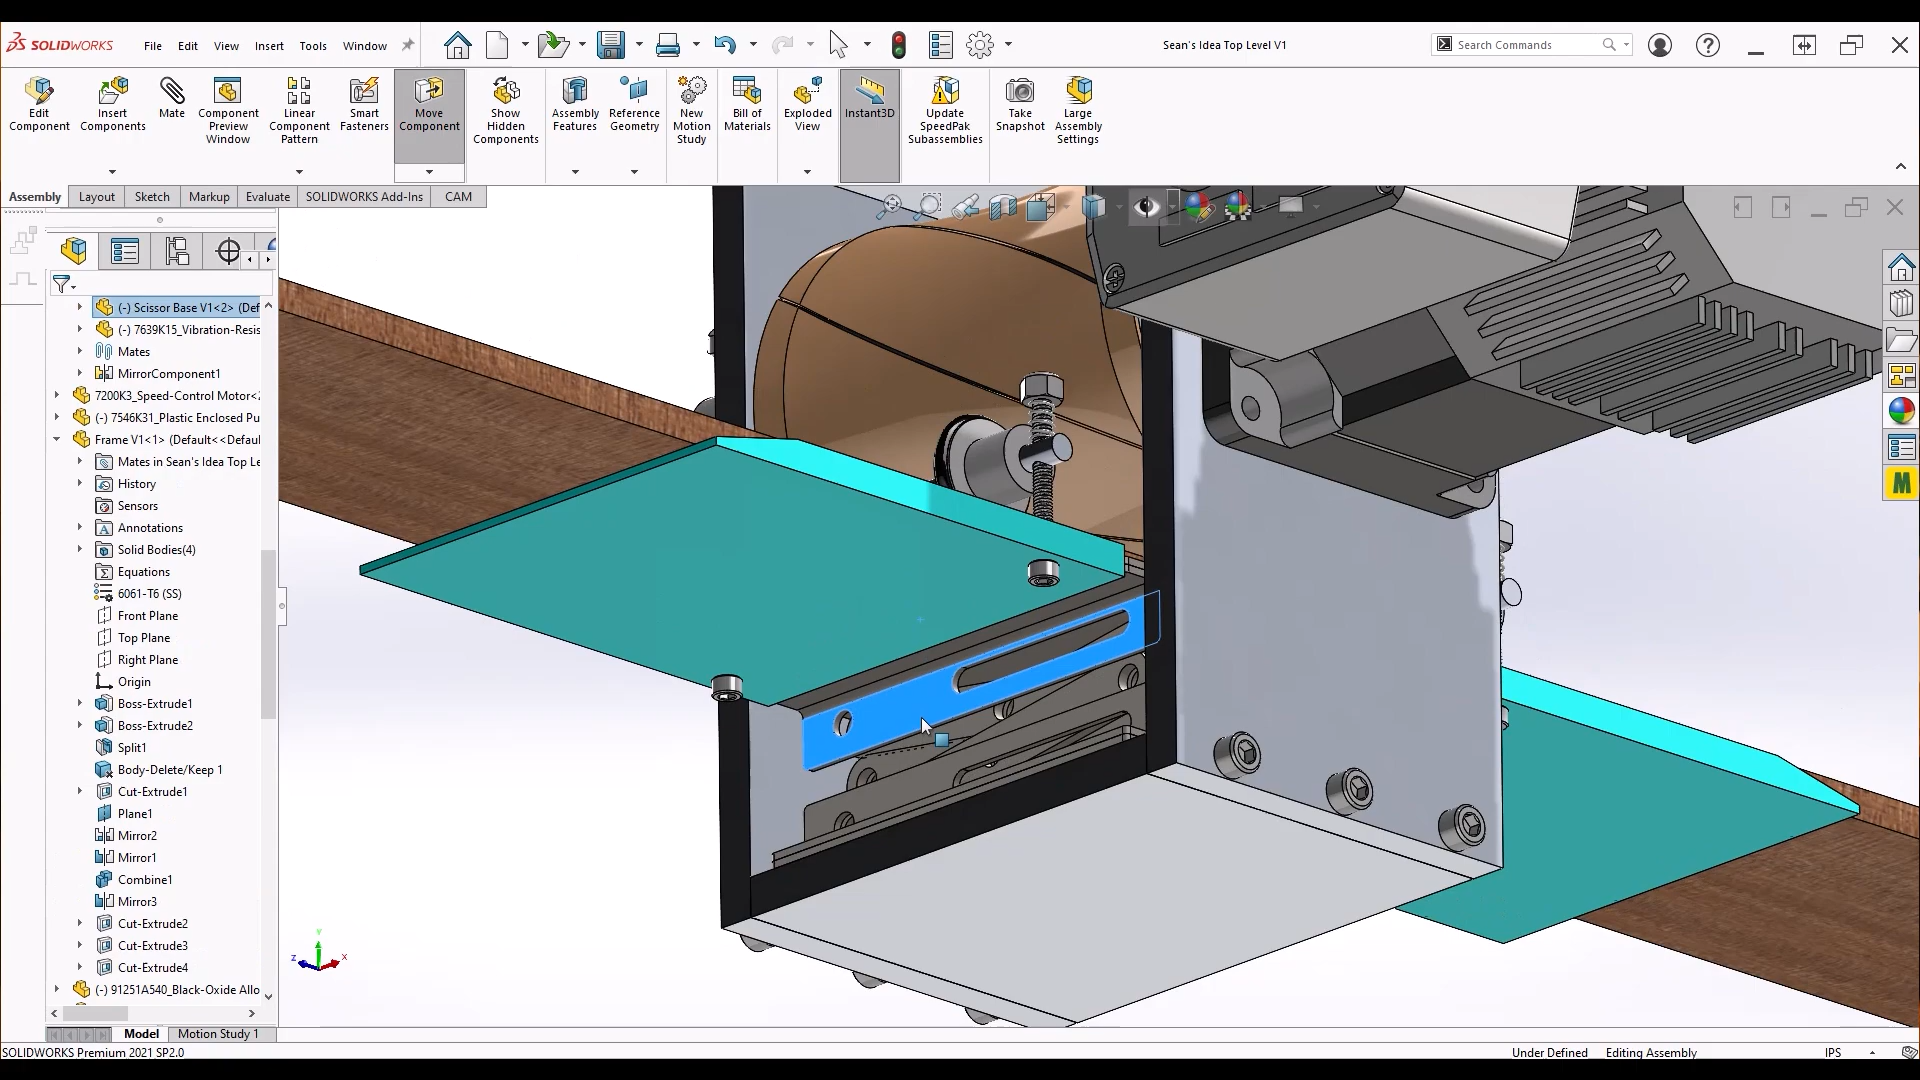 SOLIDWORKS
File Edit View Insert Tools Window
Sean's Idea Top Level V1
Search Commands
Edit Component
Insert Components
Mate
Component Preview Window
Linear Component Pattern
Smart Fasteners
Move Component
Show Hidden Components
Assembly Features
Reference Geometry
New Motion Study
Bill of Materials
Exploded View
Instant3D
Update SpeedPak Subassemblies
Take Snapshot
Large Assembly Settings
Assembly Layout Sketch Markup Evaluate SOLIDWORKS Add-Ins CAM
(-) Scissor Base V1<2> (Def
(-) 7639K15_Vibration-Resis
Mates
MirrorComponent1
7200K3_Speed-Control Motor<2
(-) 7546K31_Plastic Enclosed Pu
Frame V1<1> (Default<<Defaul
Mates in Sean's Idea Top Le
History
Sensors
Annotations
Solid Bodies(4)
Equations
6061-T6 (SS)
Front Plane
Top Plane
Right Plane
Origin
Boss-Extrude1
Boss-Extrude2
Split1
Body-Delete/Keep 1
Cut-Extrude1
Plane1
Mirror2
Mirror1
Combine1
Mirror3
Cut-Extrude2
Cut-Extrude3
Cut-Extrude4
(-) 91251A540_Black-Oxide Allo
y
z
x
M
Model Motion Study 1
SOLIDWORKS Premium 2021 SP2.0
Under Defined Editing Assembly IPS